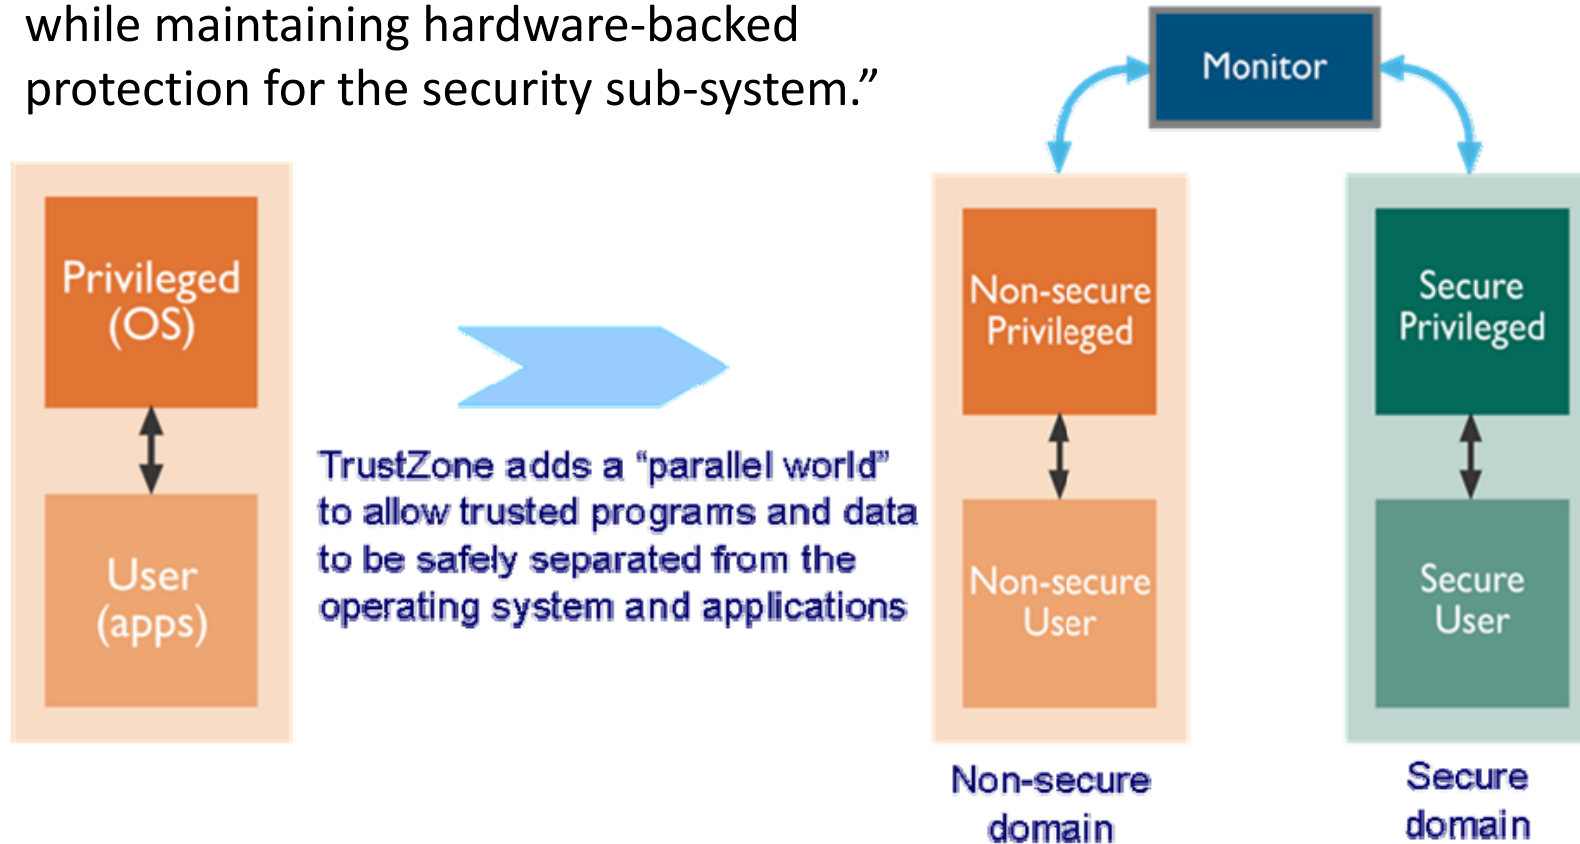 while maintaining hardware-backed
protection for the security sub-system.”
Monitor
Privileged
(OS)
User
(apps)
TrustZone adds a “parallel world”
to allow trusted programs and data
to be safely separated from the
operating system and applications
Non-secure
Privileged
Non-secure
User
Non-secure
domain
Secure
Privileged
Secure
User
Secure
domain